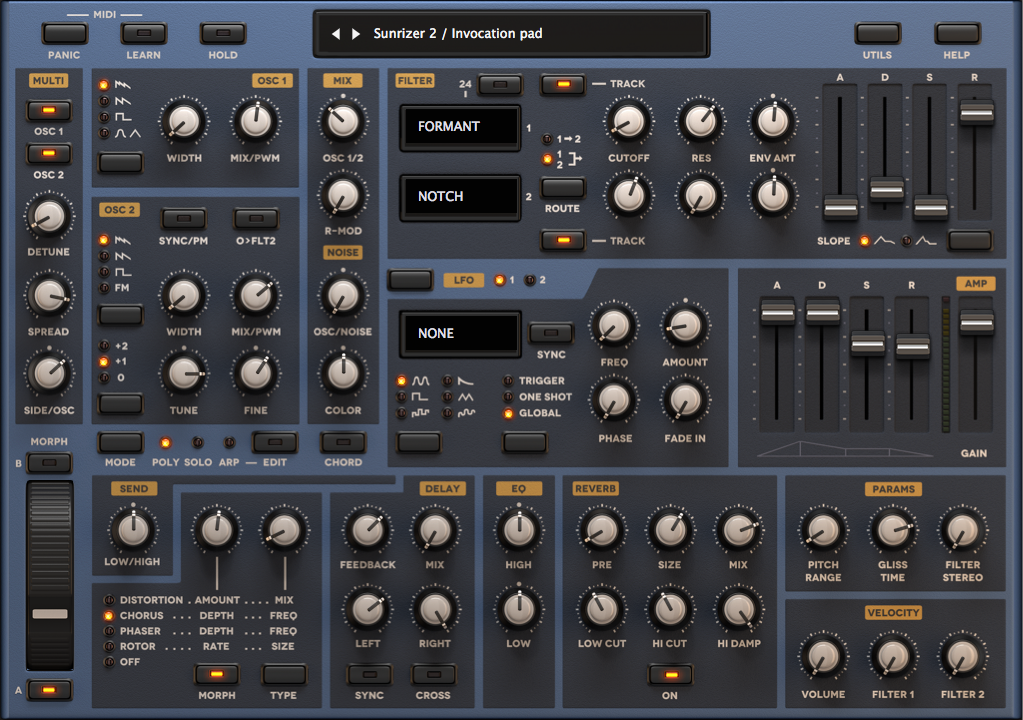 MIDI
PANIC LEARN HOLD
Sunrizer 2 / Invocation pad
UTILS HELP
MULTI
OSC 1
OSC 2
DETUNE
SPREAD
SIDE/OSC
OSC 1
WIDTH MIX/PWM
OSC 2
SYNC/PM O>FLT2
FM
WIDTH MIX/PWM
+2
+1
0
TUNE FINE
MIX
OSC 1/2
R-MOD
NOISE
OSC/NOISE
COLOR
FILTER 24 TRACK
FORMANT 1
1→2
1
2
NOTCH 2
ROUTE
TRACK
CUTOFF RES ENV AMT
A D S R
SLOPE
LFO 1 2
NONE
SYNC
FREQ AMOUNT
TRIGGER
ONE SHOT
GLOBAL
PHASE FADE IN
AMP
A D S R
GAIN
MORPH
B
A
MODE POLY SOLO ARP — EDIT CHORD
SEND
LOW/HIGH
DISTORTION . AMOUNT .... MIX
CHORUS ... DEPTH .... FREQ
PHASER ... DEPTH ... FREQ
ROTOR .... RATE ... SIZE
OFF
MORPH TYPE
DELAY
FEEDBACK MIX
LEFT RIGHT
SYNC CROSS
EQ
HIGH
LOW
REVERB
PRE SIZE MIX
LOW CUT HI CUT HI DAMP
ON
PARAMS
PITCH RANGE
GLISS TIME
FILTER STEREO
VELOCITY
VOLUME FILTER 1 FILTER 2